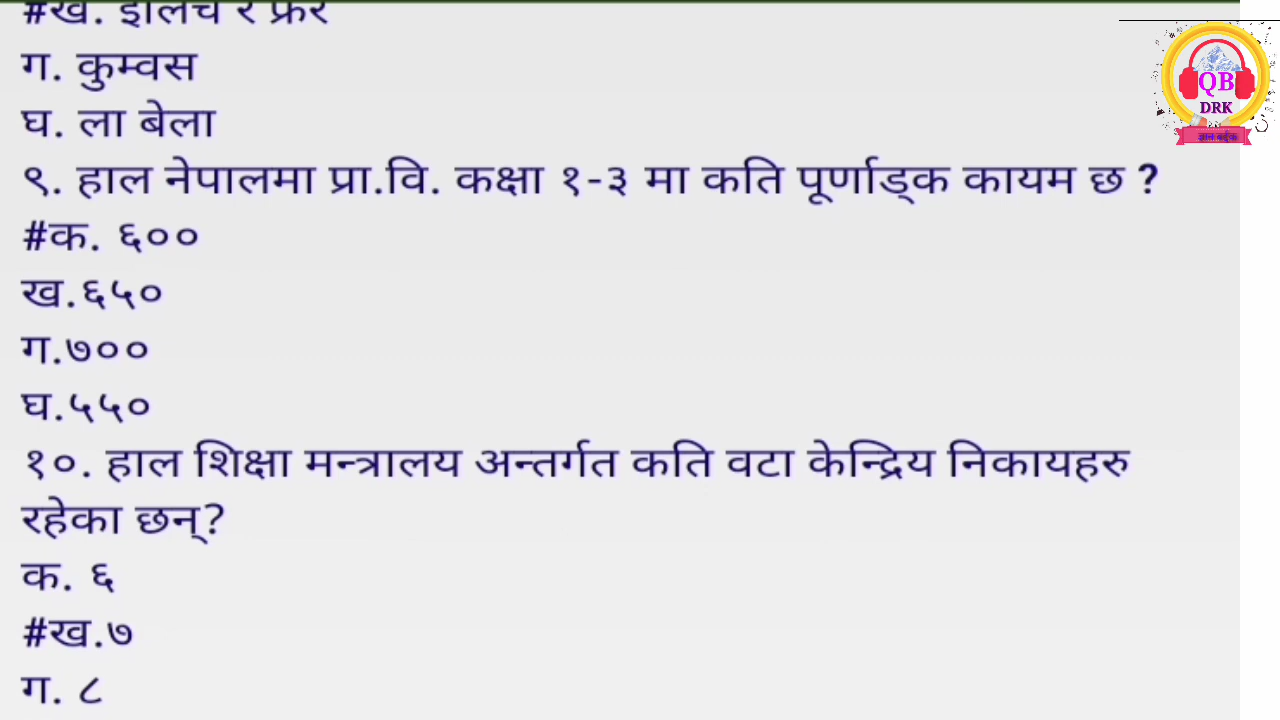 #ख. इलिच र फ्रेरे
ग. कुम्वस
घ. ला बेला
९. हाल नेपालमा प्रा.वि. कक्षा १-३ मा कति पूर्णाड्क कायम छ ?
#क. ६००
ख.६५०
ग.७००
घ.५५०
१०. हाल शिक्षा मन्त्रालय अन्तर्गत कति वटा केन्द्रिय निकायहरु
रहेका छन्?
क. ६
#ख.७
ग. ८
QB
DRK